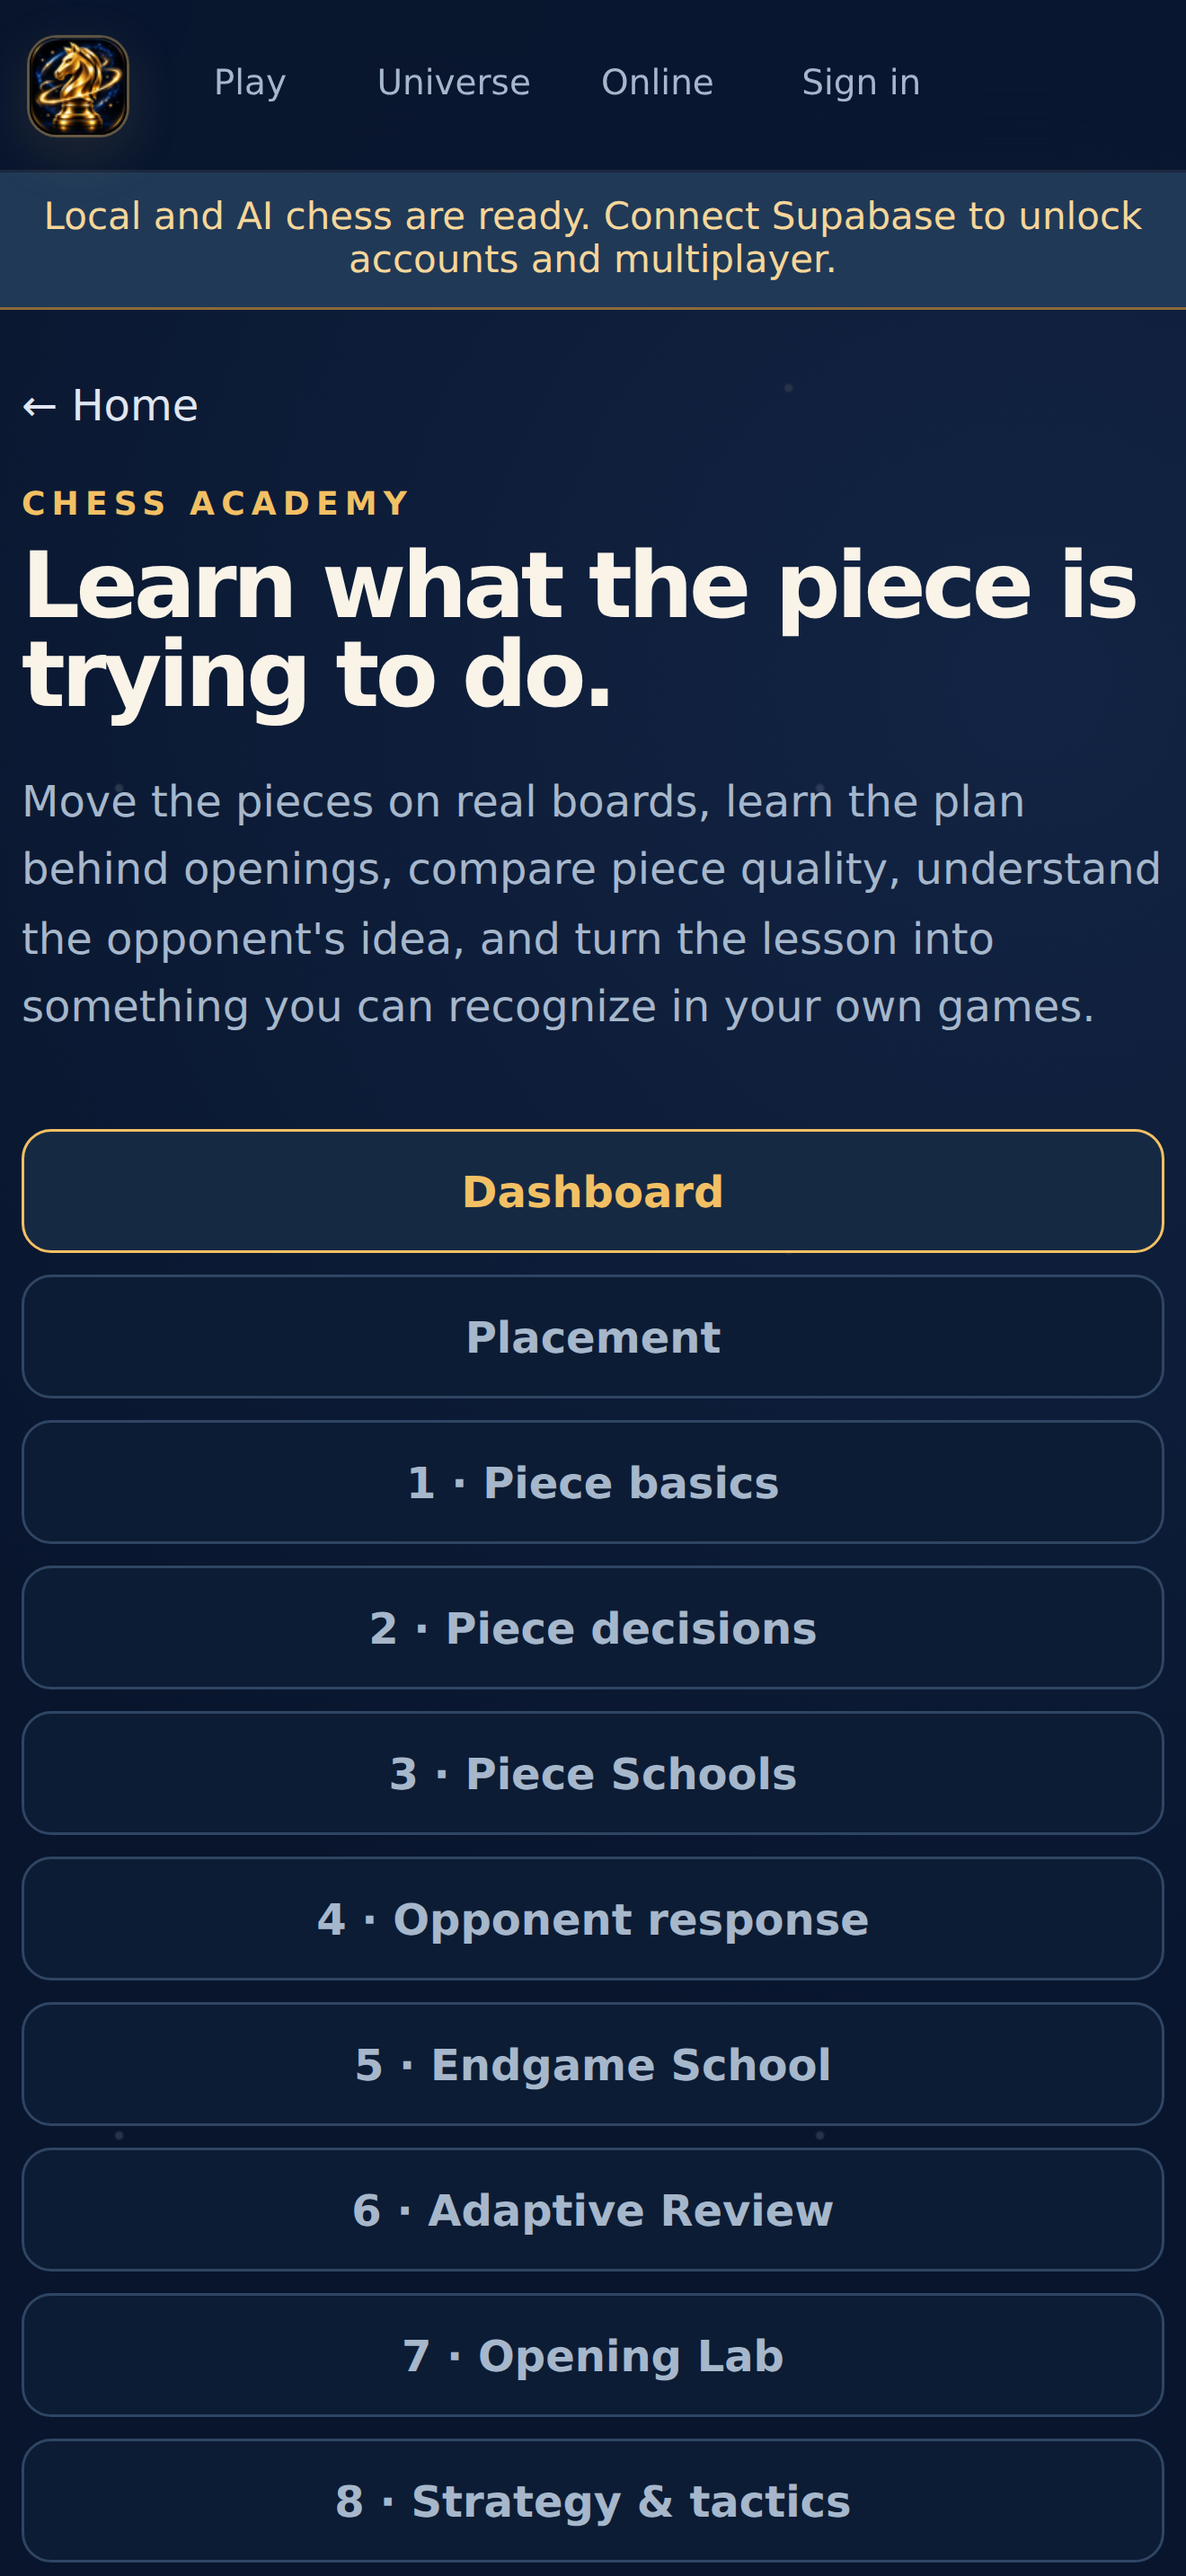 Play Universe Online Sign in
Local and AI chess are ready. Connect Supabase to unlock
accounts and multiplayer.
← Home
CHESS ACADEMY
Learn what the piece is
trying to do.
Move the pieces on real boards, learn the plan
behind openings, compare piece quality, understand
the opponent's idea, and turn the lesson into
something you can recognize in your own games.
Dashboard
Placement
1 · Piece basics
2 · Piece decisions
3 · Piece Schools
4 · Opponent response
5 · Endgame School
6 · Adaptive Review
7 · Opening Lab
8 · Strategy & tactics